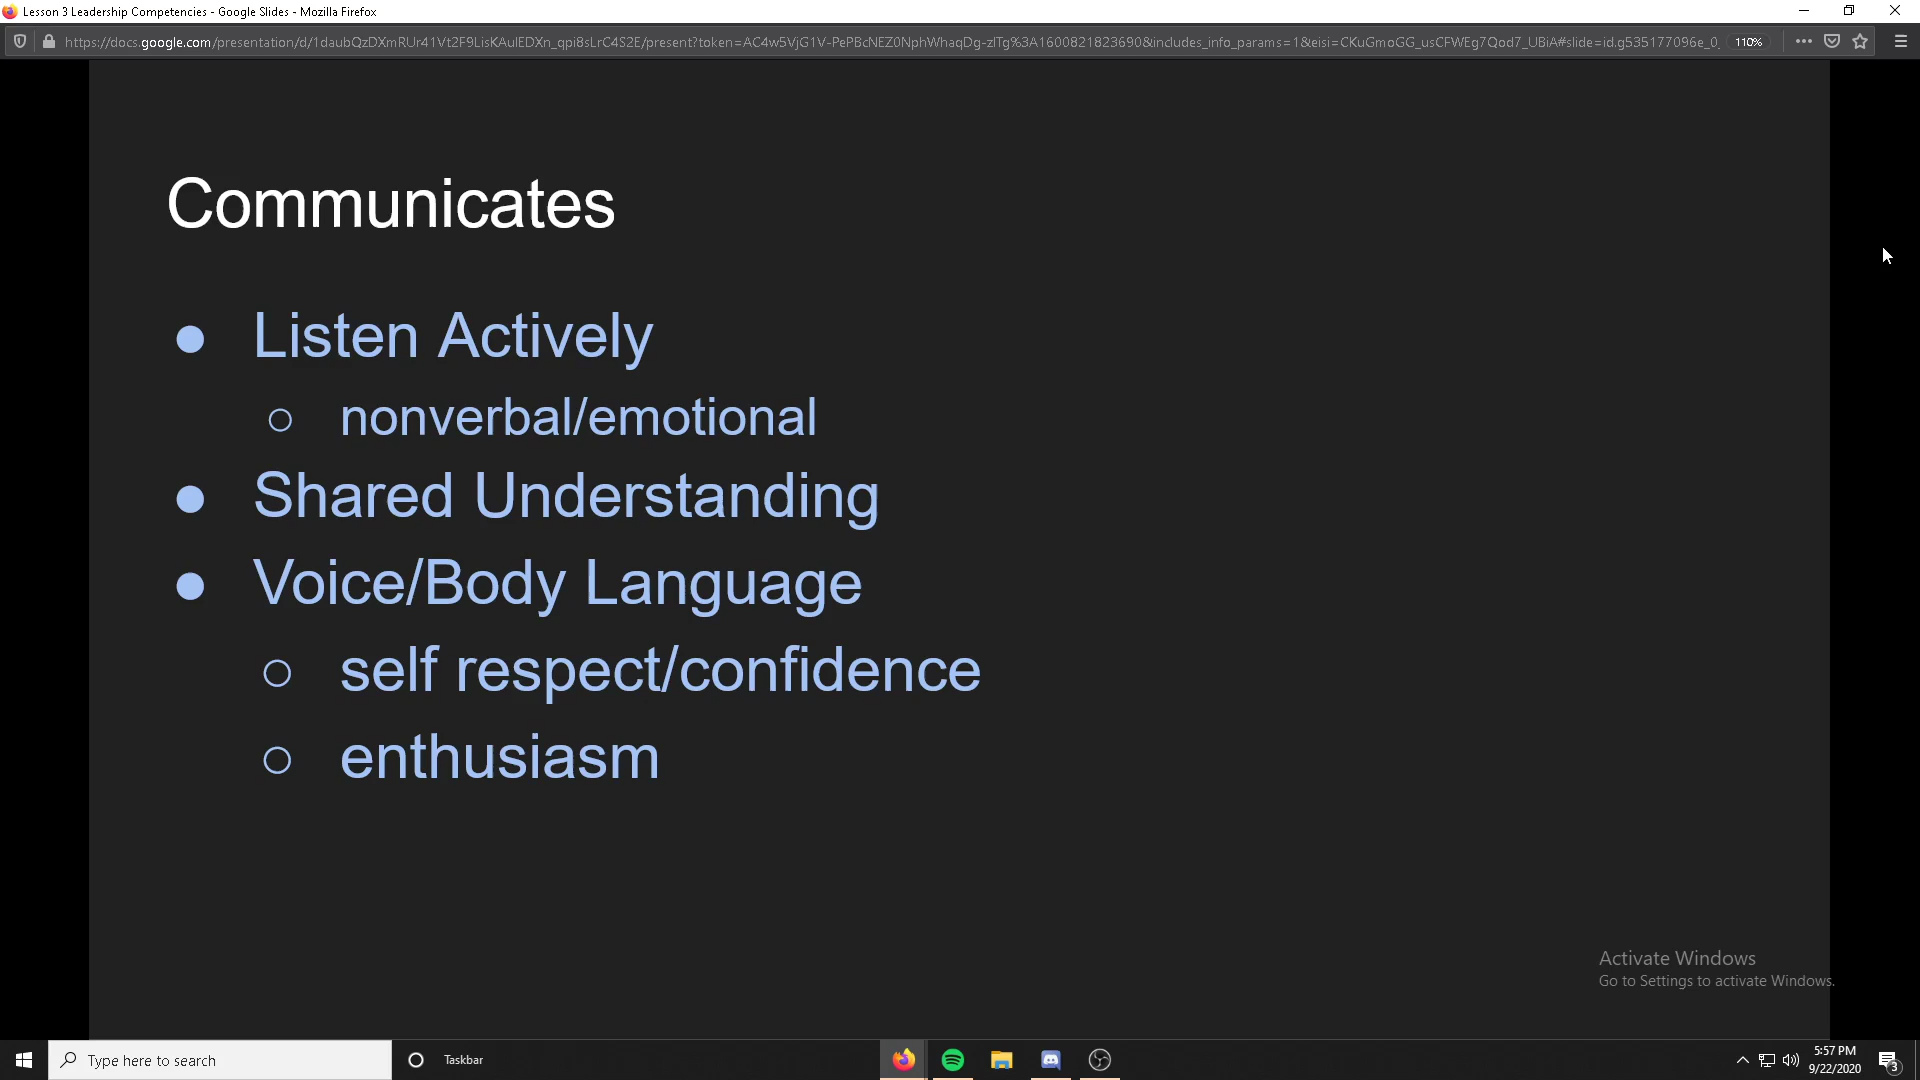 Lesson 3 Leadership Competencies - Google Slides - Mozilla Firefox
https://docs.google.com/presentation/d/1daubQzDXmRUr41Vt2F9LisKAulEDXn_qpi8sLrC4S2E/present?token=AC4w5VjG1V-PePBcNEZ0NphWhaqDg-zlTg%3A1600821823690&includes_info_params=1&eisi=CKuGmoGG_usCFWEg7Qod7_UBiA#slide=id.g535177096e_0_ 110%
Communicates
● Listen Actively
○ nonverbal/emotional
● Shared Understanding
● Voice/Body Language
○ self respect/confidence
○ enthusiasm
Activate Windows
Go to Settings to activate Windows.
Type here to search
Taskbar
5:57 PM
9/22/2020
3